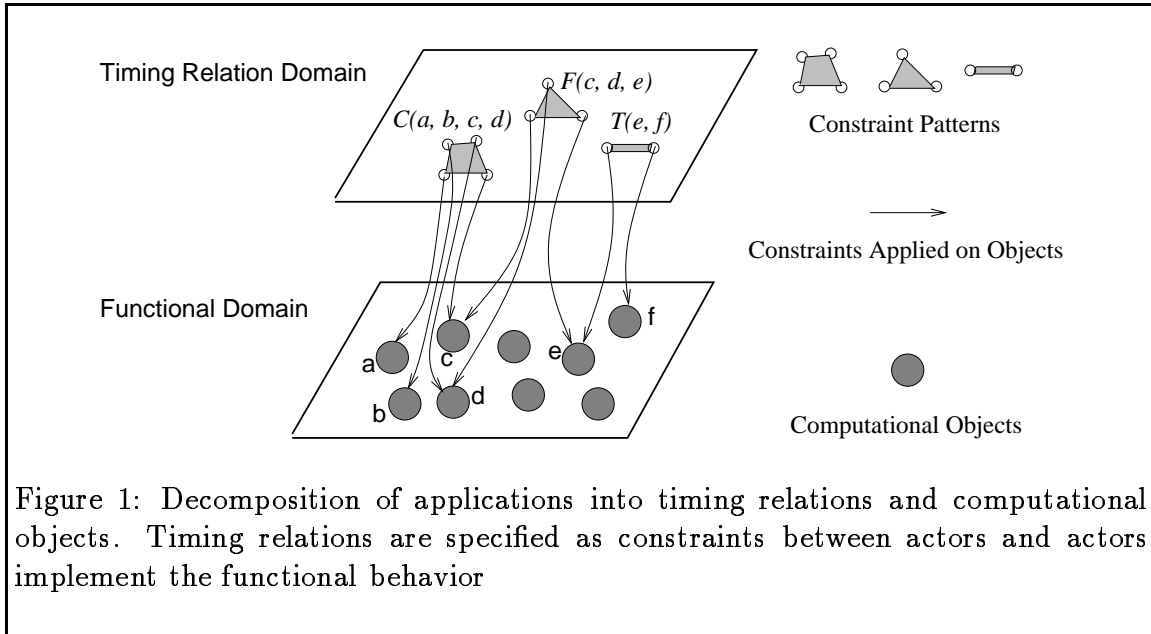 Timing Relation Domain
F(c, d, e)
C(a, b, c, d)
T(e, f)
Constraint Patterns
Constraints Applied on Objects
Functional Domain
f
c
e
a
d
b
Computational Objects
Figure 1: Decomposition of applications into timing relations and computational
objects. Timing relations are specified as constraints between actors and actors
implement the functional behavior